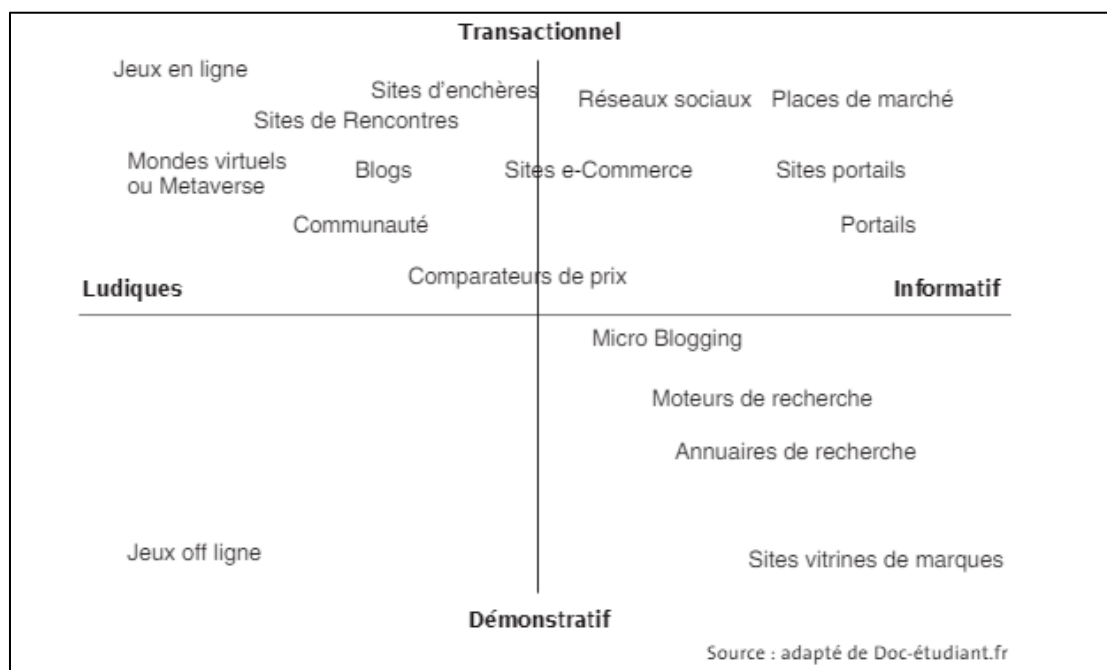 Transactionnel
Jeux en ligne
Sites d'enchères
Réseaux sociaux
Places de marché
Sites de Rencontres
Mondes virtuels
ou Metaverse
Blogs
Sites e-Commerce
Sites portails
Communauté
Portails
Comparateurs de prix
Ludiques
Informatif
Micro Blogging
Moteurs de recherche
Annuaires de recherche
Jeux off ligne
Sites vitrines de marques
Démonstratif
Source : adapté de Doc-étudiant.fr